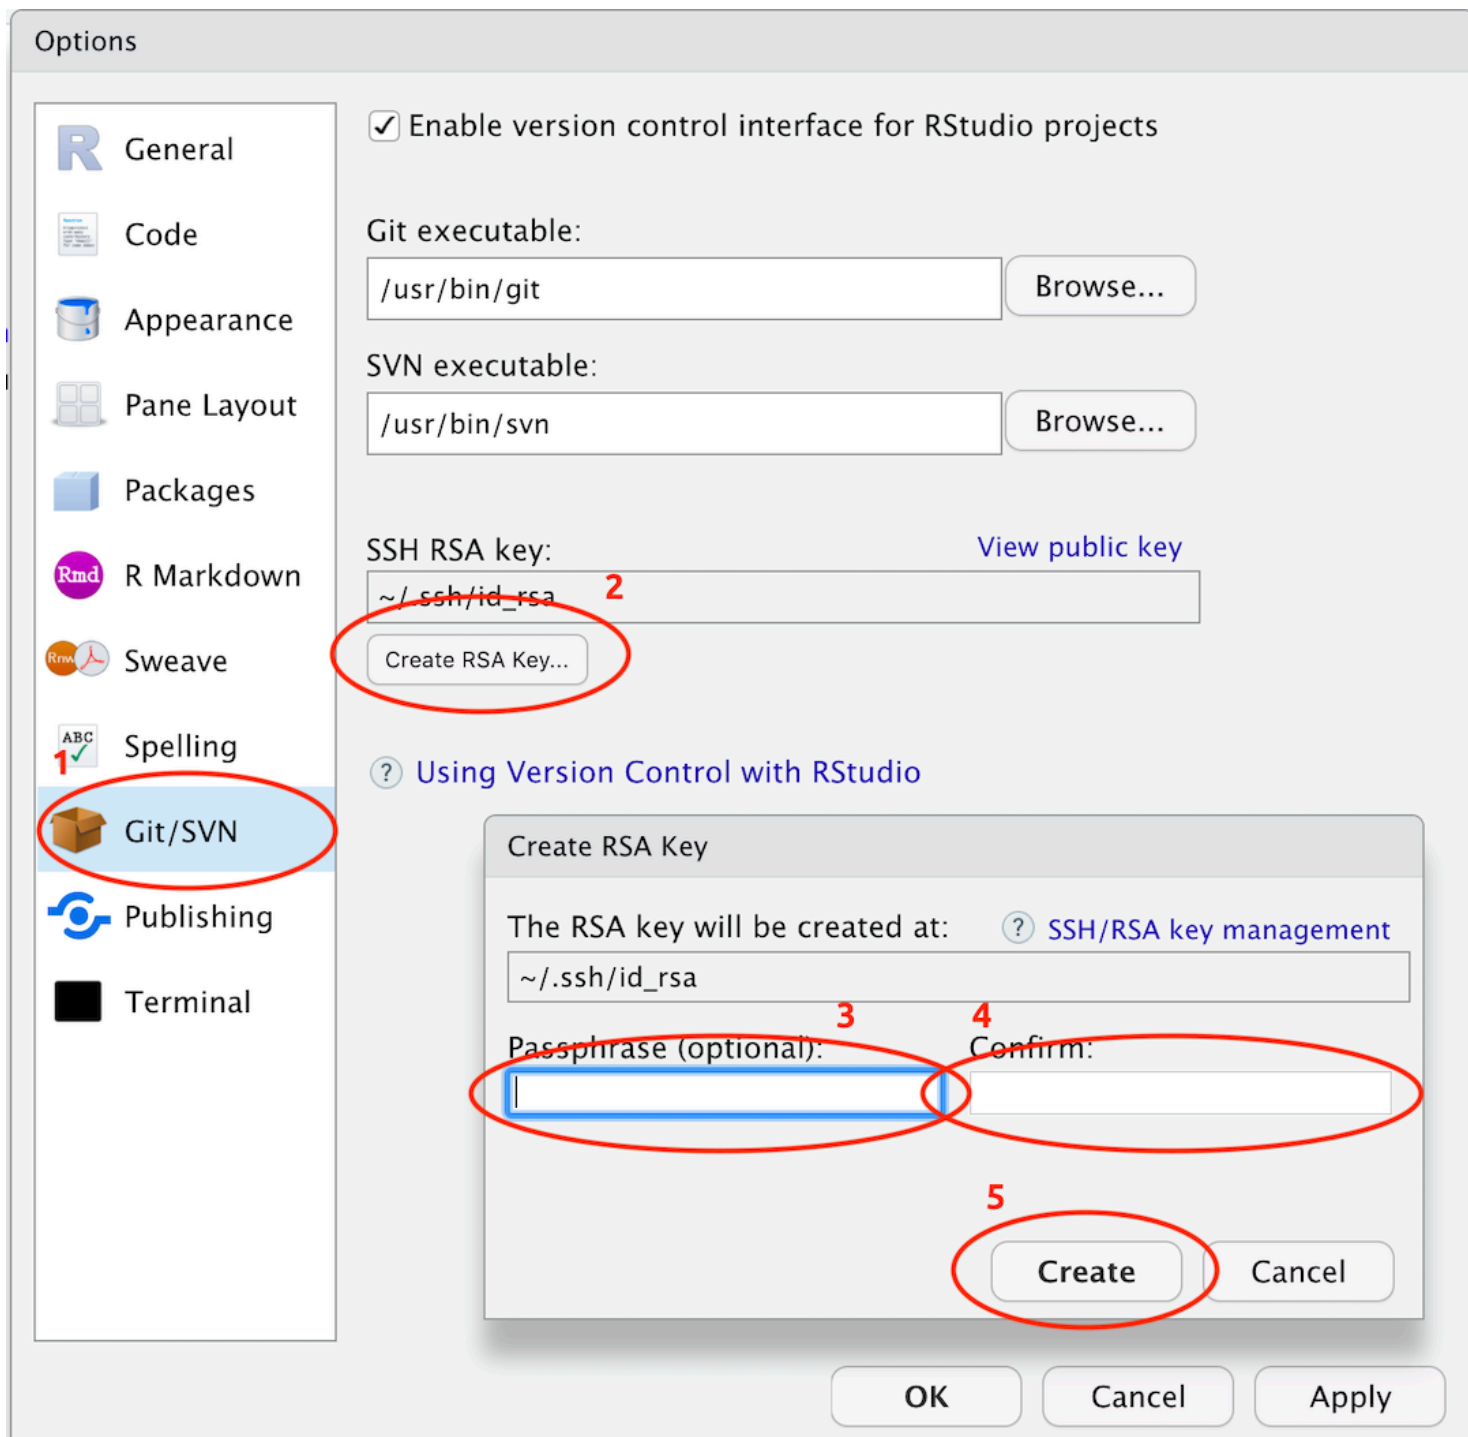 Options
General
Code
Appearance
Pane Layout
Packages
Rmd R Markdown
Rnw Sweave
ABC Spelling
1
Git/SVN
Publishing
Terminal
Enable version control interface for RStudio projects
Git executable:
/usr/bin/git Browse...
SVN executable:
/usr/bin/svn Browse...
SSH RSA key: View public key
~/.ssh/id_rsa 2
Create RSA Key...
? Using Version Control with RStudio
Create RSA Key
The RSA key will be created at: ? SSH/RSA key management
~/.ssh/id_rsa
3 4
Passphrase (optional): Confirm:
5
Create Cancel
OK Cancel Apply